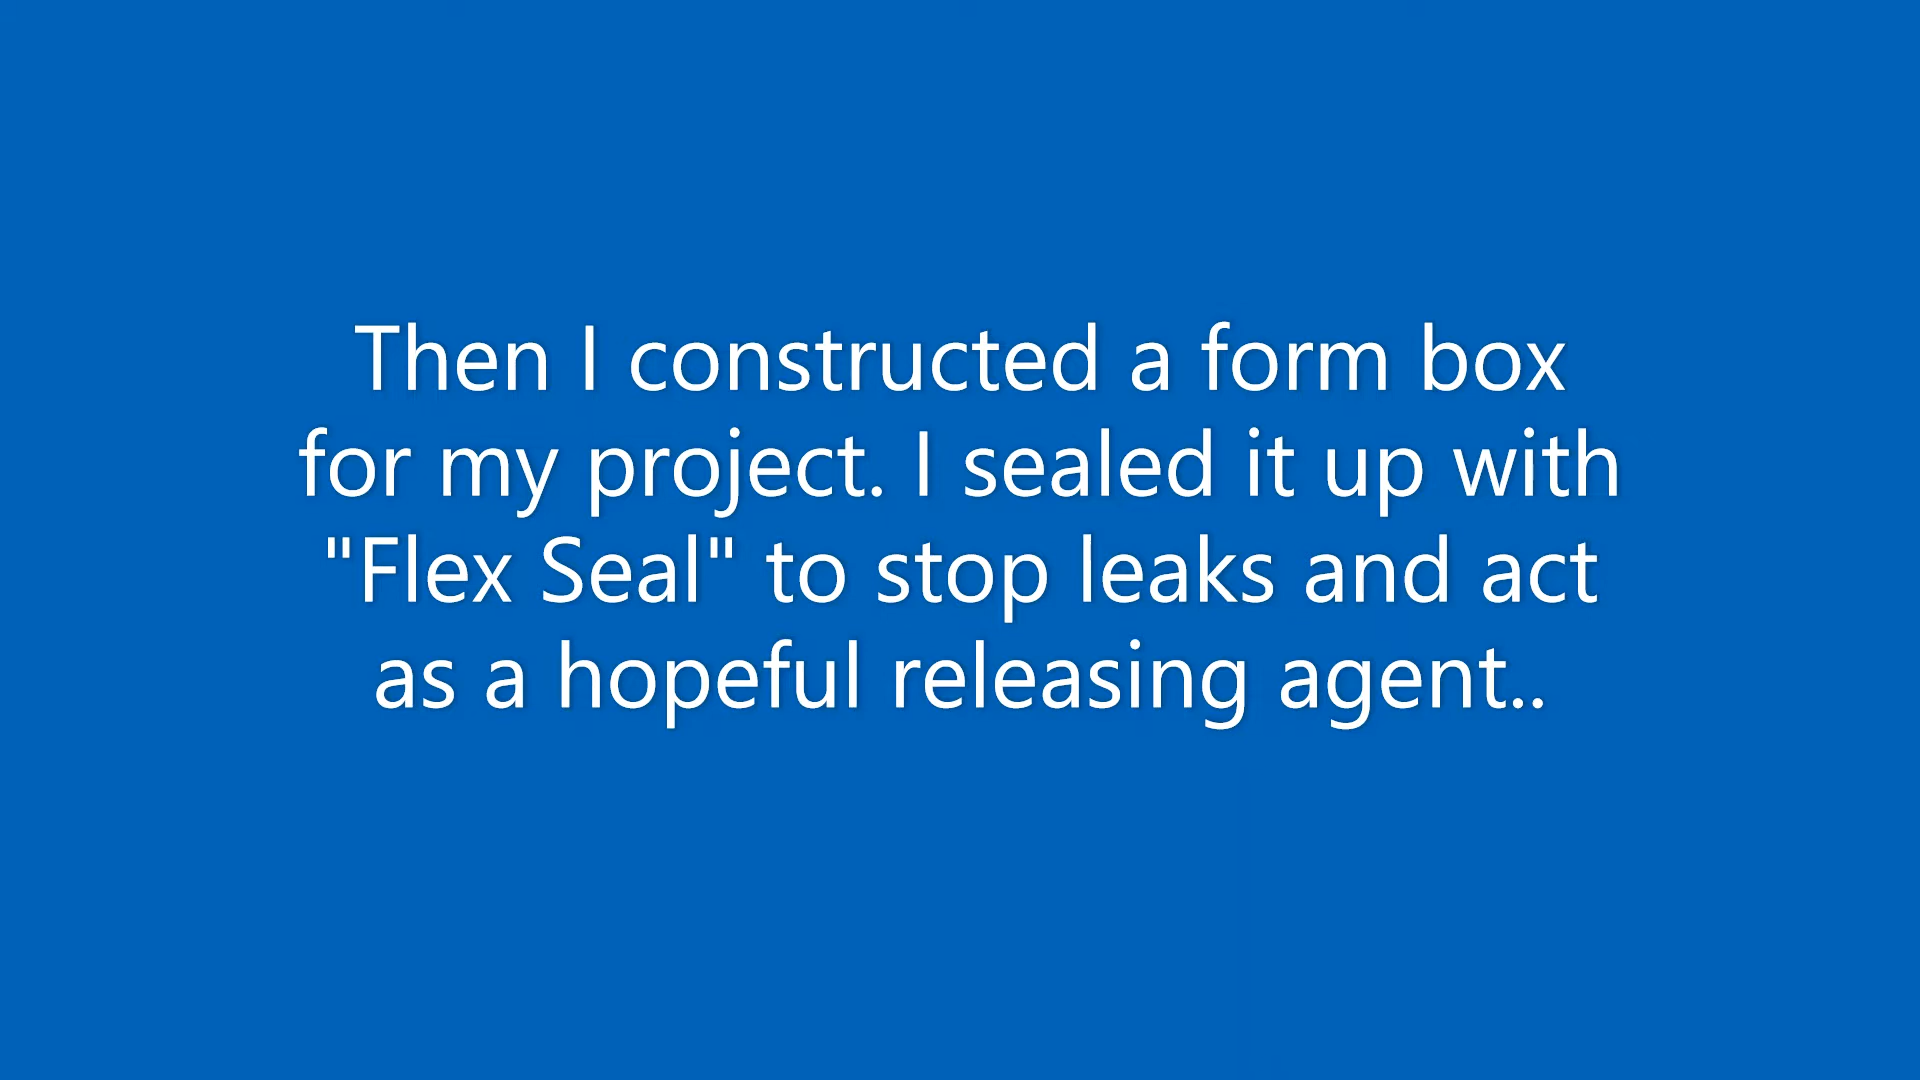 Then I constructed a form box
for my project. I sealed it up with
"Flex Seal" to stop leaks and act
as a hopeful releasing agent..